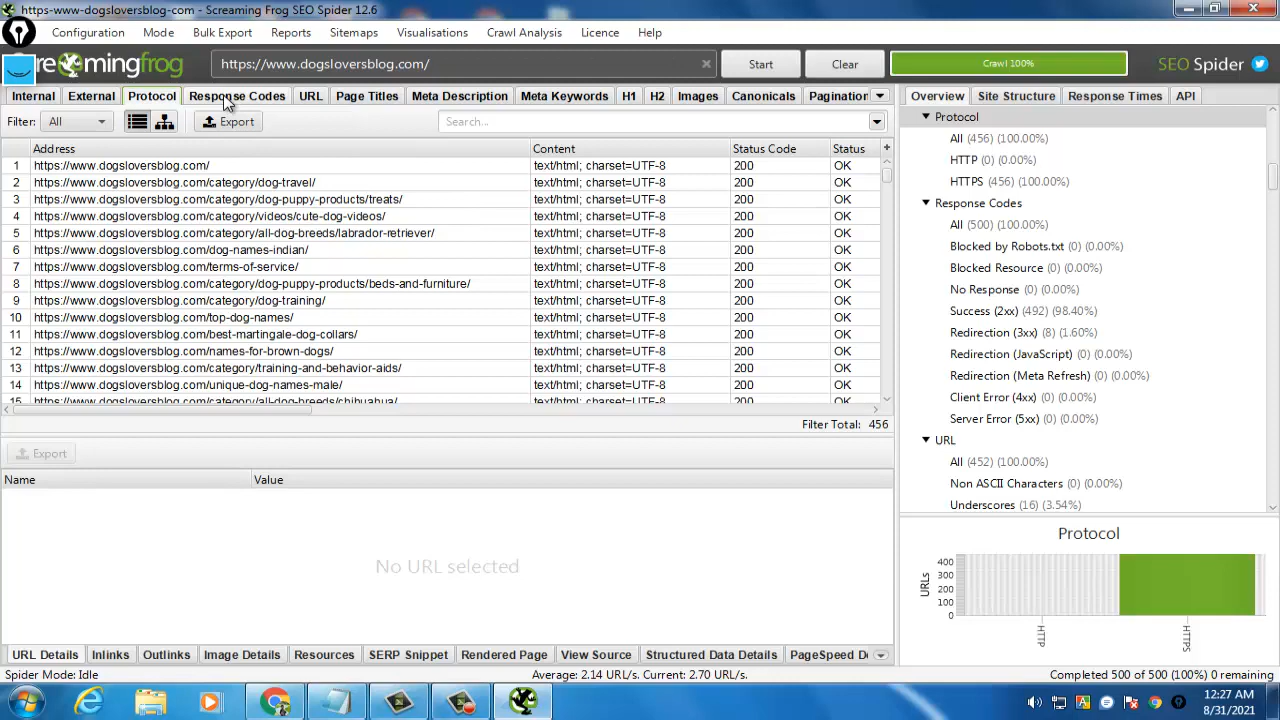 https-www-dogsloversblog-com - Screaming Frog SEO Spider 12.6
Configuration Mode Bulk Export Reports Sitemaps Visualisations Crawl Analysis Licence Help
https://www.dogsloversblog.com/ Start Clear Crawl 100% SEO Spider
Internal External Protocol Response Codes URL Page Titles Meta Description Meta Keywords H1 H2 Images Canonicals Pagination
Overview Site Structure Response Times API
Filter: All Export Search...
Address Content Status Code Status
1 https://www.dogsloversblog.com/ text/html; charset=UTF-8 200 OK
2 https://www.dogsloversblog.com/category/dog-travel/ text/html; charset=UTF-8 200 OK
3 https://www.dogsloversblog.com/category/dog-puppy-products/treats/ text/html; charset=UTF-8 200 OK
4 https://www.dogsloversblog.com/category/videos/cute-dog-videos/ text/html; charset=UTF-8 200 OK
5 https://www.dogsloversblog.com/category/all-dog-breeds/labrador-retriever/ text/html; charset=UTF-8 200 OK
6 https://www.dogsloversblog.com/dog-names-indian/ text/html; charset=UTF-8 200 OK
7 https://www.dogsloversblog.com/terms-of-service/ text/html; charset=UTF-8 200 OK
8 https://www.dogsloversblog.com/category/dog-puppy-products/beds-and-furniture/ text/html; charset=UTF-8 200 OK
9 https://www.dogsloversblog.com/category/dog-training/ text/html; charset=UTF-8 200 OK
10 https://www.dogsloversblog.com/top-dog-names/ text/html; charset=UTF-8 200 OK
11 https://www.dogsloversblog.com/best-martingale-dog-collars/ text/html; charset=UTF-8 200 OK
12 https://www.dogsloversblog.com/names-for-brown-dogs/ text/html; charset=UTF-8 200 OK
13 https://www.dogsloversblog.com/category/training-and-behavior-aids/ text/html; charset=UTF-8 200 OK
14 https://www.dogsloversblog.com/unique-dog-names-male/ text/html; charset=UTF-8 200 OK
15 https://www.dogsloversblog.com/category/all-dog-breeds/chihuahua/ text/html; charset=UTF-8 200 OK
Filter Total: 456
Export
Name Value
No URL selected
URL Details Inlinks Outlinks Image Details Resources SERP Snippet Rendered Page View Source Structured Data Details PageSpeed De
Protocol
All (456) (100.00%)
HTTP (0) (0.00%)
HTTPS (456) (100.00%)
Response Codes
All (500) (100.00%)
Blocked by Robots.txt (0) (0.00%)
Blocked Resource (0) (0.00%)
No Response (0) (0.00%)
Success (2xx) (492) (98.40%)
Redirection (3xx) (8) (1.60%)
Redirection (JavaScript) (0) (0.00%)
Redirection (Meta Refresh) (0) (0.00%)
Client Error (4xx) (0) (0.00%)
Server Error (5xx) (0) (0.00%)
URL
All (452) (100.00%)
Non ASCII Characters (0) (0.00%)
Underscores (16) (3.54%)
Protocol
URLs
400
300
200
100
0
HTTP
HTTPS
Spider Mode: Idle Average: 2.14 URL/s. Current: 2.70 URL/s. Completed 500 of 500 (100%) 0 remaining
12:27 AM
8/31/2021